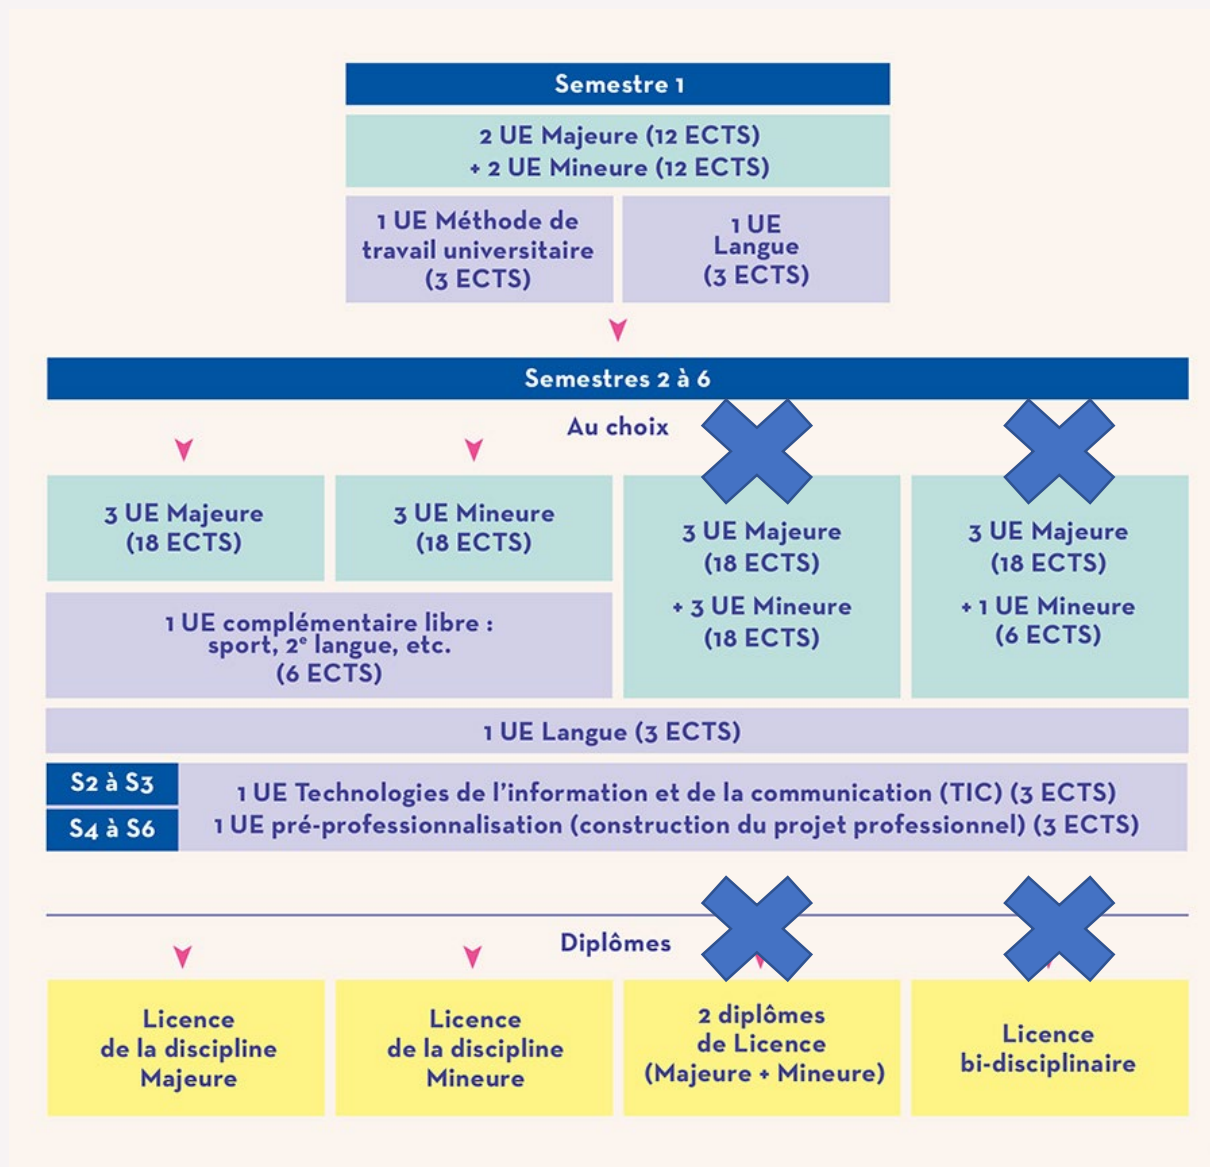 Semestre 1
2 UE Majeure (12 ECTS)
+ 2 UE Mineure (12 ECTS)
1 UE Méthode de
travail universitaire
(3 ECTS)
1 UE
Langue
(3 ECTS)
Semestres 2 à 6
Au choix
3 UE Majeure
(18 ECTS)
3 UE Mineure
(18 ECTS)
3 UE Majeure
(18 ECTS)
+ 3 UE Mineure
(18 ECTS)
3 UE Majeure
(18 ECTS)
+ 1 UE Mineure
(6 ECTS)
1 UE complémentaire libre :
sport, 2e langue, etc.
(6 ECTS)
1 UE Langue (3 ECTS)
S2 à S3
1 UE Technologies de l'information et de la communication (TIC) (3 ECTS)
S4 à S6
1 UE pré-professionnalisation (construction du projet professionnel) (3 ECTS)
Diplômes
Licence
de la discipline
Majeure
Licence
de la discipline
Mineure
2 diplômes
de Licence
(Majeure + Mineure)
Licence
bi-disciplinaire